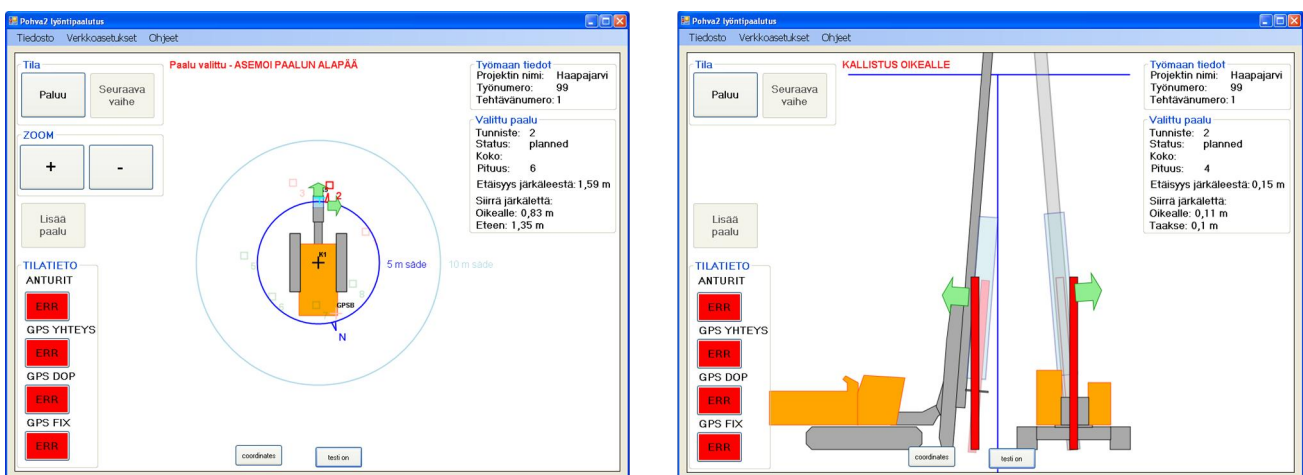 Pohva2 lyöntipaalutus
Tiedosto Verkkoasetukset Ohjeet
Tila
Paluu
Seuraava
vaihe
Paalu valittu - ASEMOI PAALUN ALAPÄÄ
Työmaan tiedot
Projektin nimi: Haapajarvi
Työnumero: 99
Tehtävänumero: 1
Valittu paalu
Tunniste: 2
Status: planned
Koko:
Pituus: 6
Etäisyys järkäleestä: 1,59 m
Siirrä järkälettä:
Oikealle: 0,83 m
Eteen: 1,35 m
ZOOM
+
-
Lisää
paalu
TILATIETO
ANTURIT
ERR
GPS YHTEYS
ERR
GPS DOP
ERR
GPS FIX
ERR
3
2
K1
5
5 m säde
10 m säde
GPSB
N
coordinates
testi on
Pohva2 lyöntipaalutus
Tiedosto Verkkoasetukset Ohjeet
Tila
Paluu
Seuraava
vaihe
KALLISTUS OIKEALLE
Työmaan tiedot
Projektin nimi: Haapajarvi
Työnumero: 99
Tehtävänumero: 1
Valittu paalu
Tunniste: 2
Status: planned
Koko:
Pituus: 4
Etäisyys järkäleestä: 0,15 m
Siirrä järkälettä:
Oikealle: 0,11 m
Taakse: 0,1 m
Lisää
paalu
TILATIETO
ANTURIT
ERR
GPS YHTEYS
ERR
GPS DOP
ERR
GPS FIX
ERR
coordinates
testi on